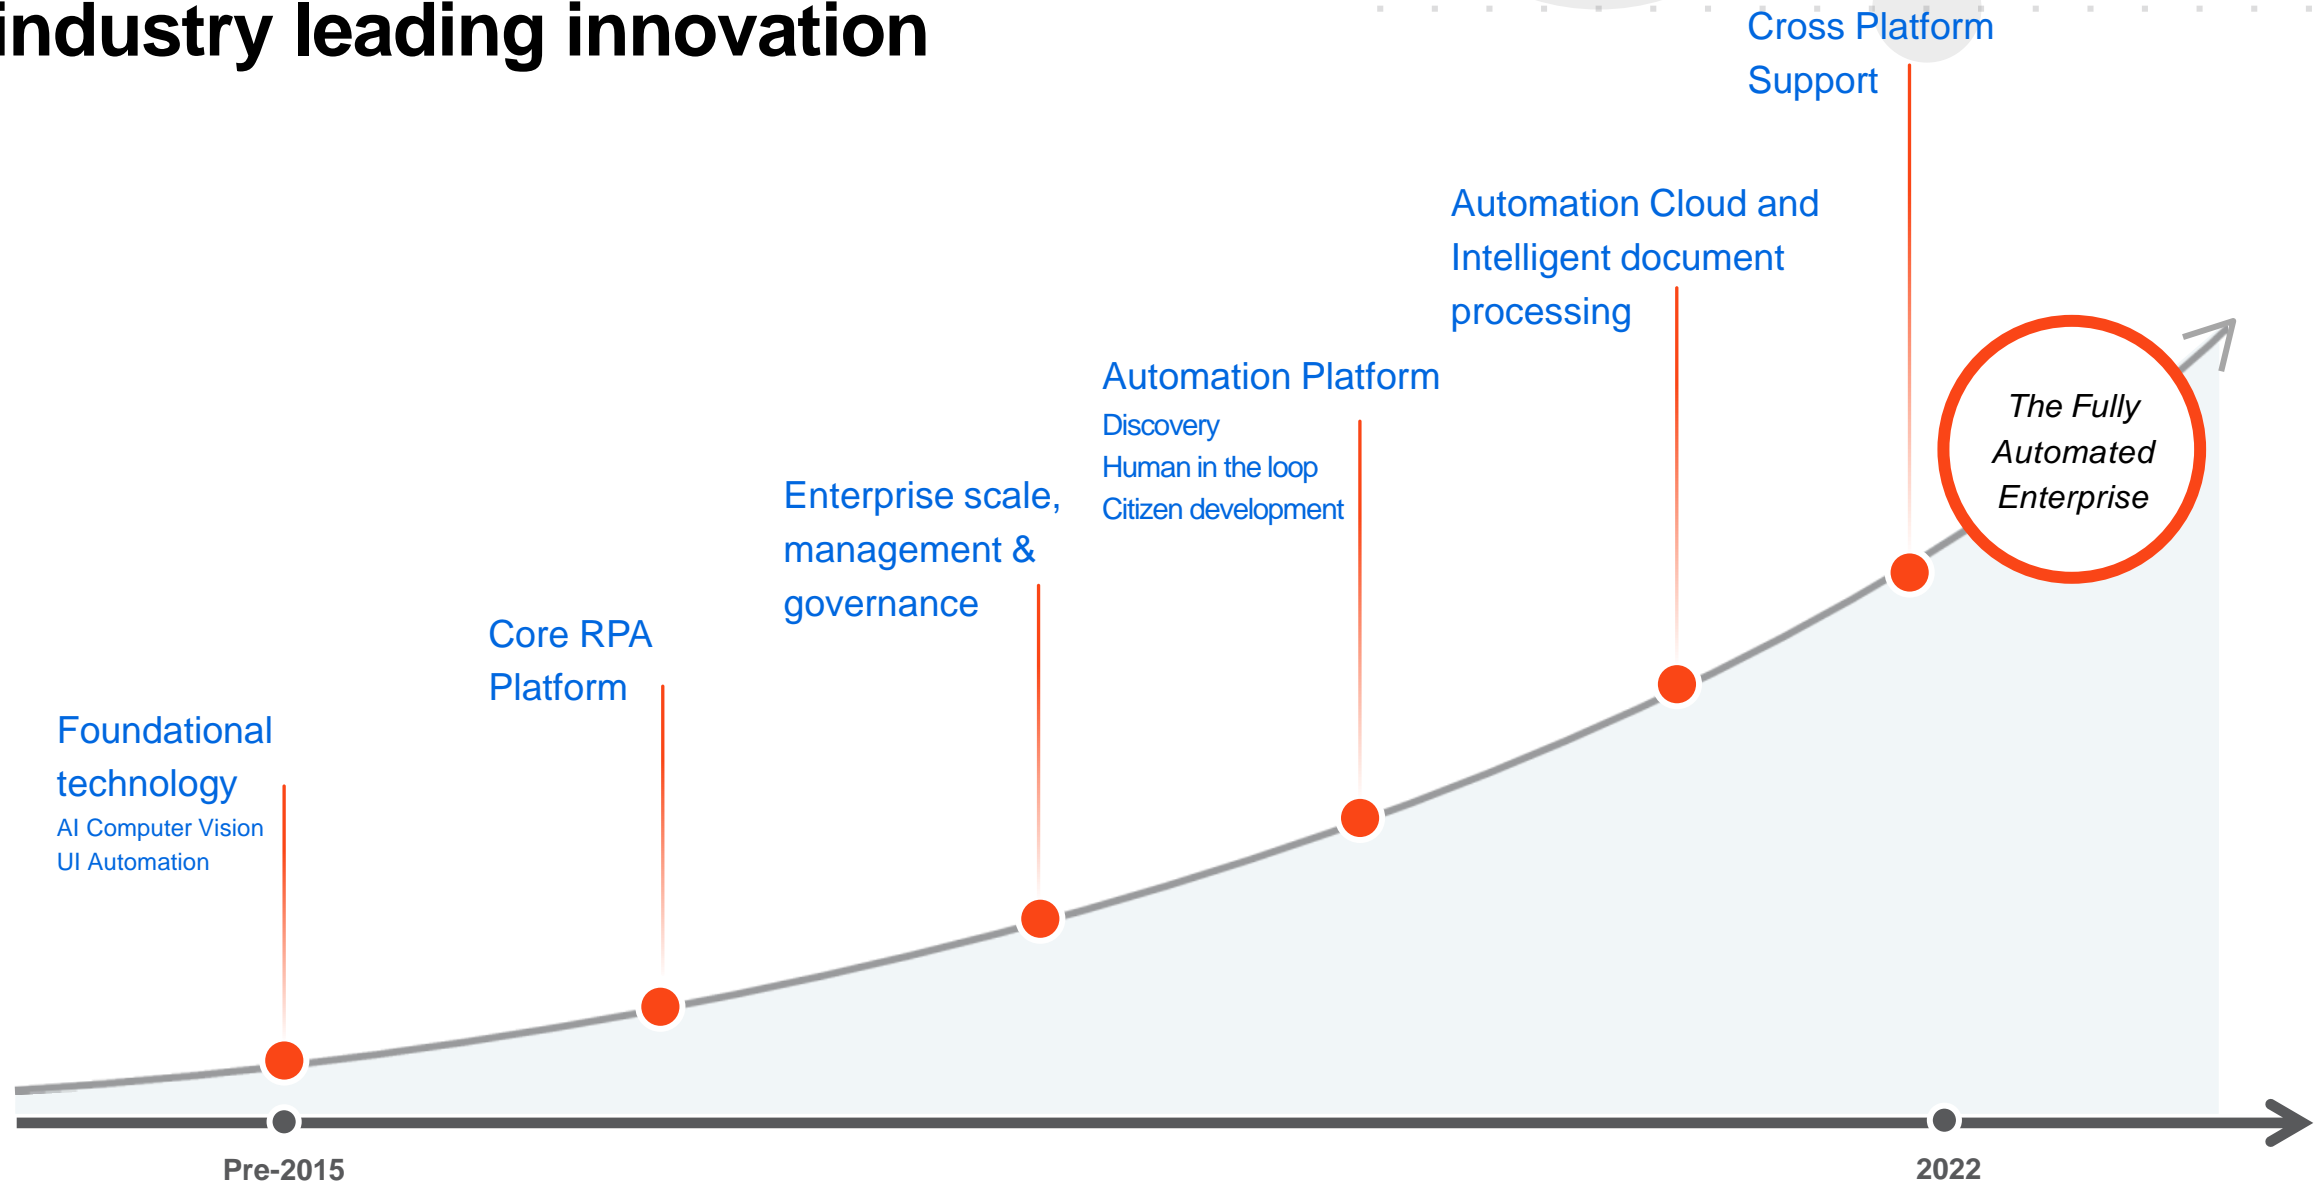 industry leading innovation
Cross Platform
Support
Automation Cloud and
Intelligent document
processing
Automation Platform
Discovery
Human in the loop
Citizen development
Enterprise scale,
management &
governance
Core RPA
Platform
Foundational
technology
AI Computer Vision
UI Automation
The Fully
Automated
Enterprise
Pre-2015
2022